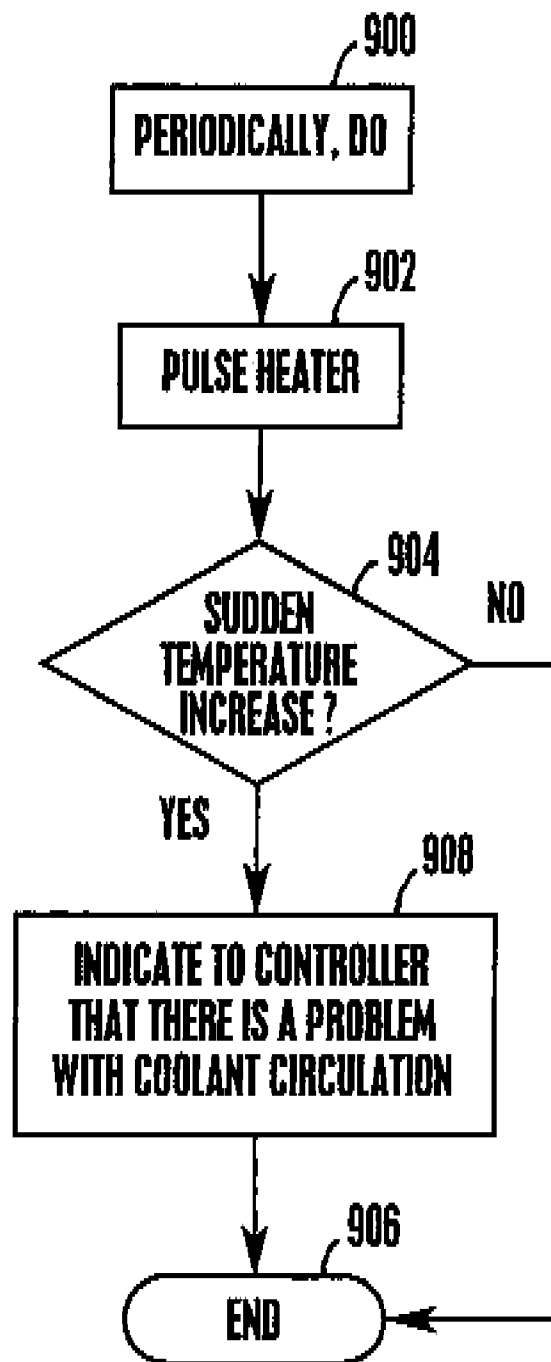 900
PERIODICALLY, DO
902
PULSE HEATER
904
SUDDEN
TEMPERATURE
INCREASE ?
NO
YES
908
INDICATE TO CONTROLLER
THAT THERE IS A PROBLEM
WITH COOLANT CIRCULATION
906
END